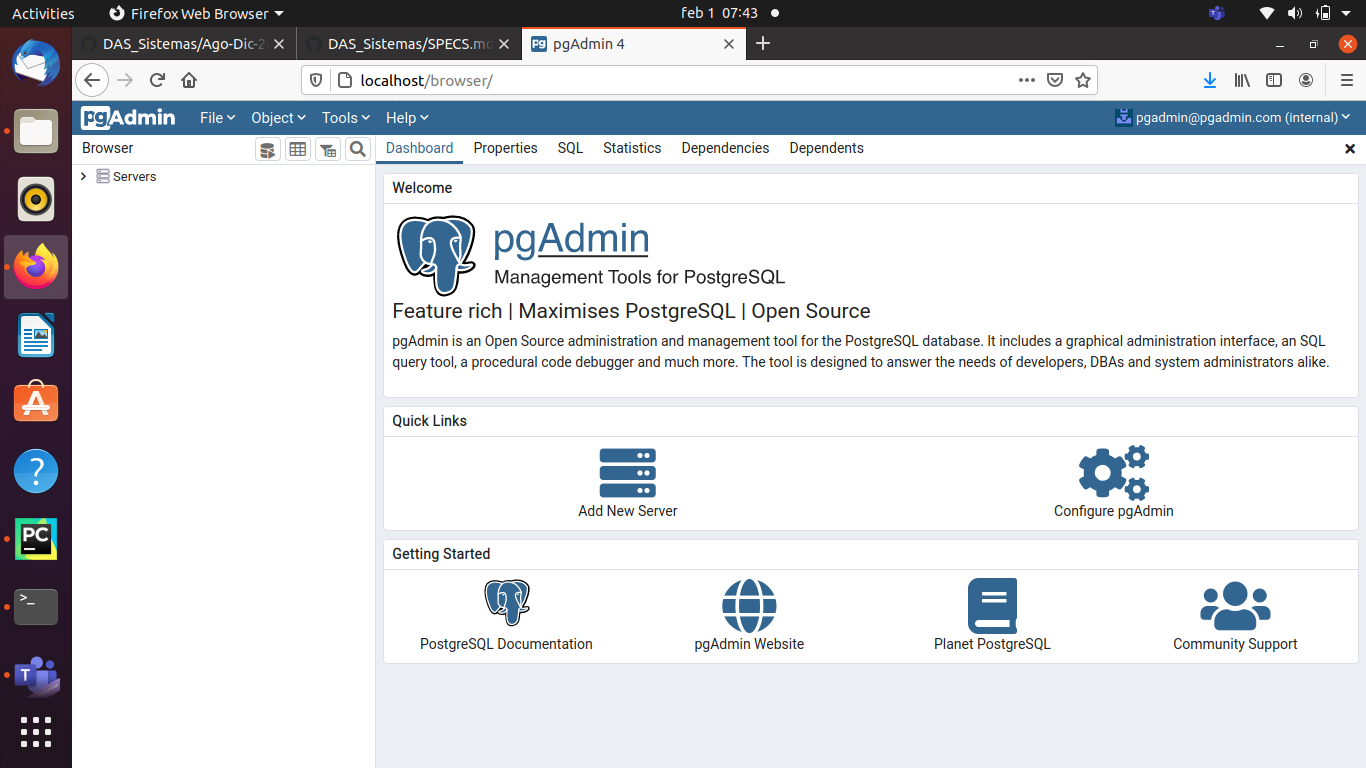 Activities Firefox Web Browser feb 1 07:43
DAS_Sistemas/Ago-Dic-2 DAS_Sistemas/SPECS.md pgAdmin 4
localhost/browser/
pgAdmin File Object Tools Help pgadmin@pgadmin.com (internal)
Browser Dashboard Properties SQL Statistics Dependencies Dependents
Servers
Welcome
pgAdmin
Management Tools for PostgreSQL
Feature rich | Maximises PostgreSQL | Open Source
pgAdmin is an Open Source administration and management tool for the PostgreSQL database. It includes a graphical administration interface, an SQL
query tool, a procedural code debugger and much more. The tool is designed to answer the needs of developers, DBAs and system administrators alike.
Quick Links
Add New Server Configure pgAdmin
Getting Started
PostgreSQL Documentation pgAdmin Website Planet PostgreSQL Community Support